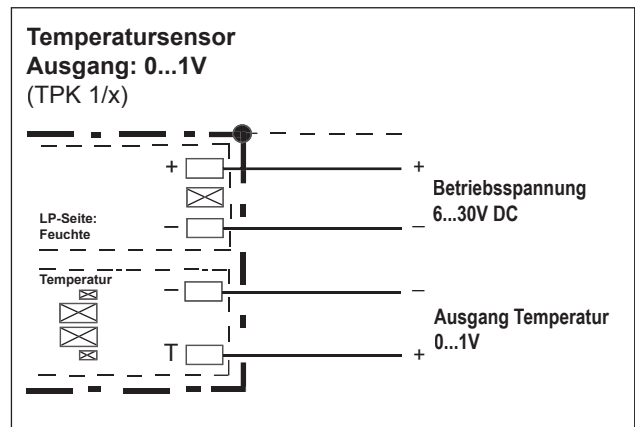 Temperatursensor
Ausgang: 0...1V
(TPK 1/x)
+ +
Betriebsspannung
6...30V DC
LP-Seite:
Feuchte
– –
Temperatur
– –
Ausgang Temperatur
0...1V
T +